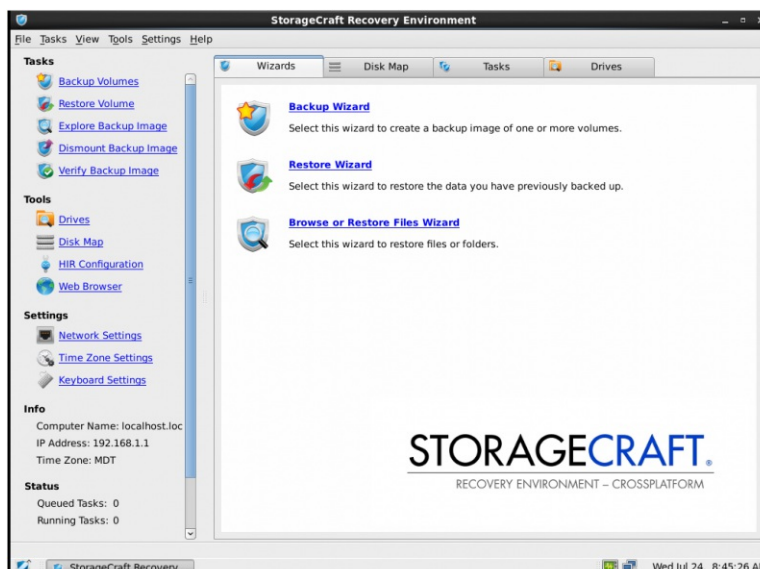 StorageCraft Recovery Environment
File Tasks View Tools Settings Help
Tasks
Backup Volumes
Restore Volume
Explore Backup Image
Dismount Backup Image
Verify Backup Image
Tools
Drives
Disk Map
HIR Configuration
Web Browser
Settings
Network Settings
Time Zone Settings
Keyboard Settings
Info
Computer Name: localhost.loc
IP Address: 192.168.1.1
Time Zone: MDT
Status
Queued Tasks: 0
Running Tasks: 0
Wizards Disk Map Tasks Drives
Backup Wizard
Select this wizard to create a backup image of one or more volumes.
Restore Wizard
Select this wizard to restore the data you have previously backed up.
Browse or Restore Files Wizard
Select this wizard to restore files or folders.
STORAGECRAFT®
RECOVERY ENVIRONMENT – CROSSPLATFORM
StorageCraft Recovery...
Wed Jul 24, 8:45:26 A